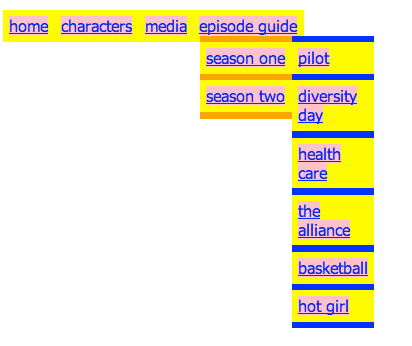 home characters media episode guide
season one
season two
pilot
diversity
day
health
care
the
alliance
basketball
hot girl